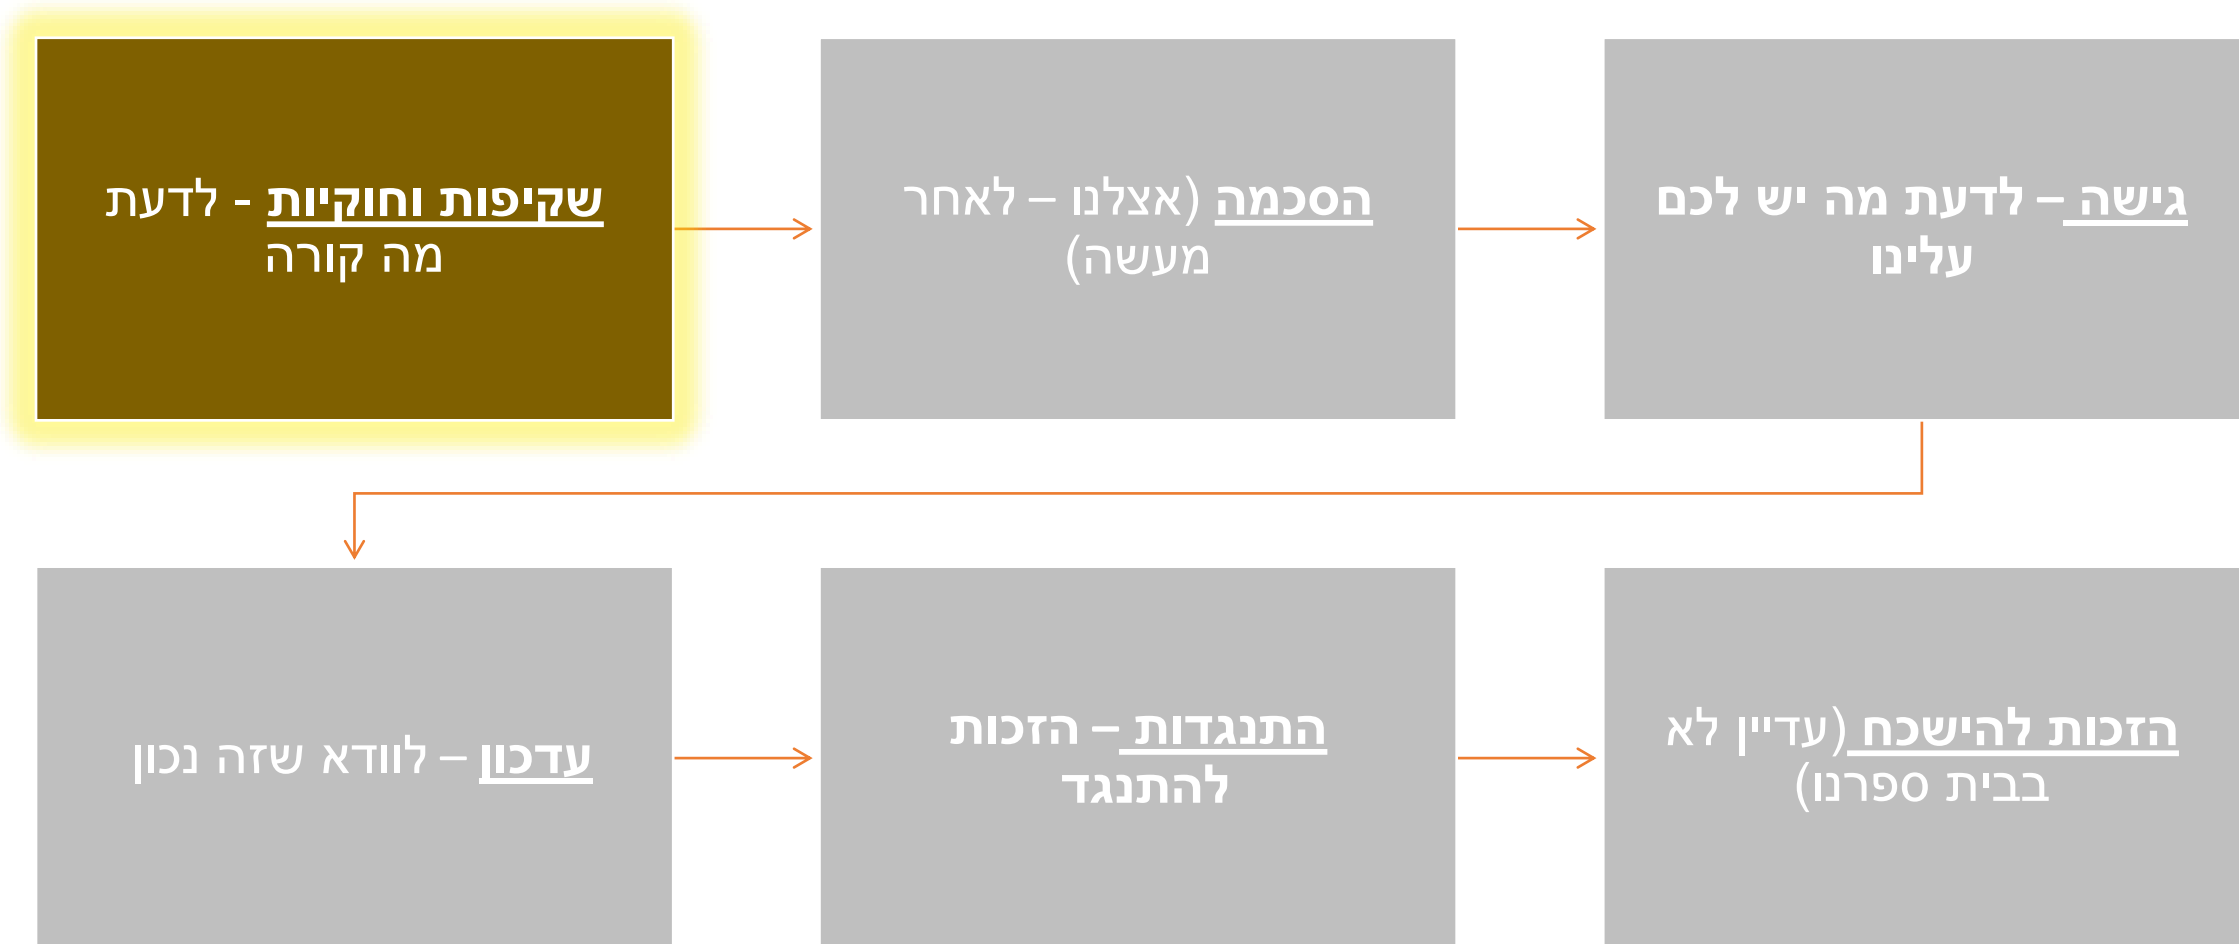 שקיפות וחוקיות - לדעת
מה קורה
הסכמה (אצלנו – לאחר
מעשה)
גישה – לדעת מה יש לכם
עלינו
עדכון – לוודא שזה נכון
התנגדות – הזכות
להתנגד
הזכות להישכח (עדיין לא
בבית ספרנו)